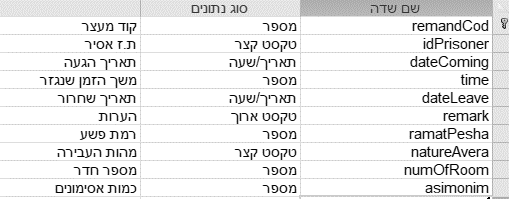 שם שדה סוג נתונים
remandCod מספר קוד מעצר
idPrisoner טקסט קצר ת.ז אסיר
dateComing תאריך/שעה תאריך הגעה
time מספר משך הזמן שנגזר
dateLeave תאריך/שעה תאריך שחרור
remark טקסט ארוך הערות
ramatPesha מספר רמת פשע
natureAvera טקסט קצר מהות העבירה
numOfRoom מספר מספר חדר
asimonim מספר כמות אסימונים